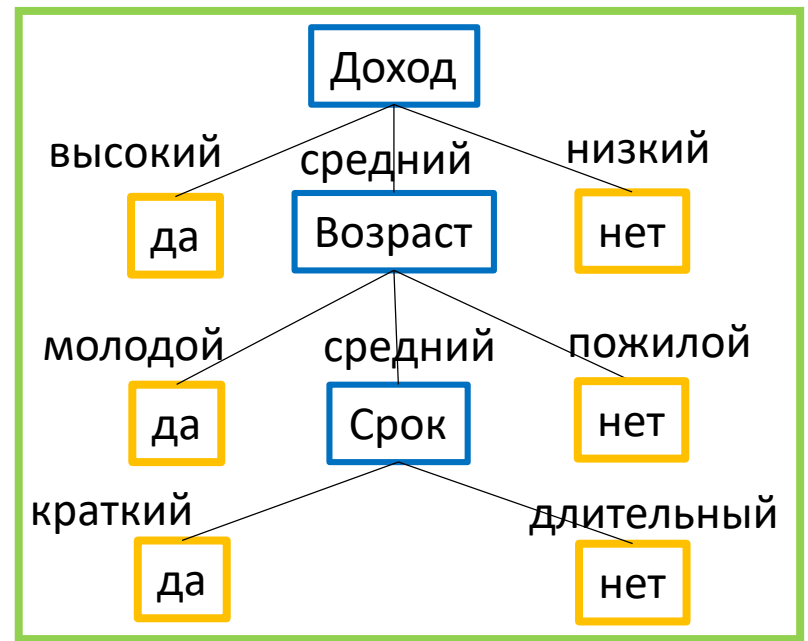 Доход
высокий средний низкий
да Возраст нет
молодой средний пожилой
да Срок нет
краткий длительный
да нет